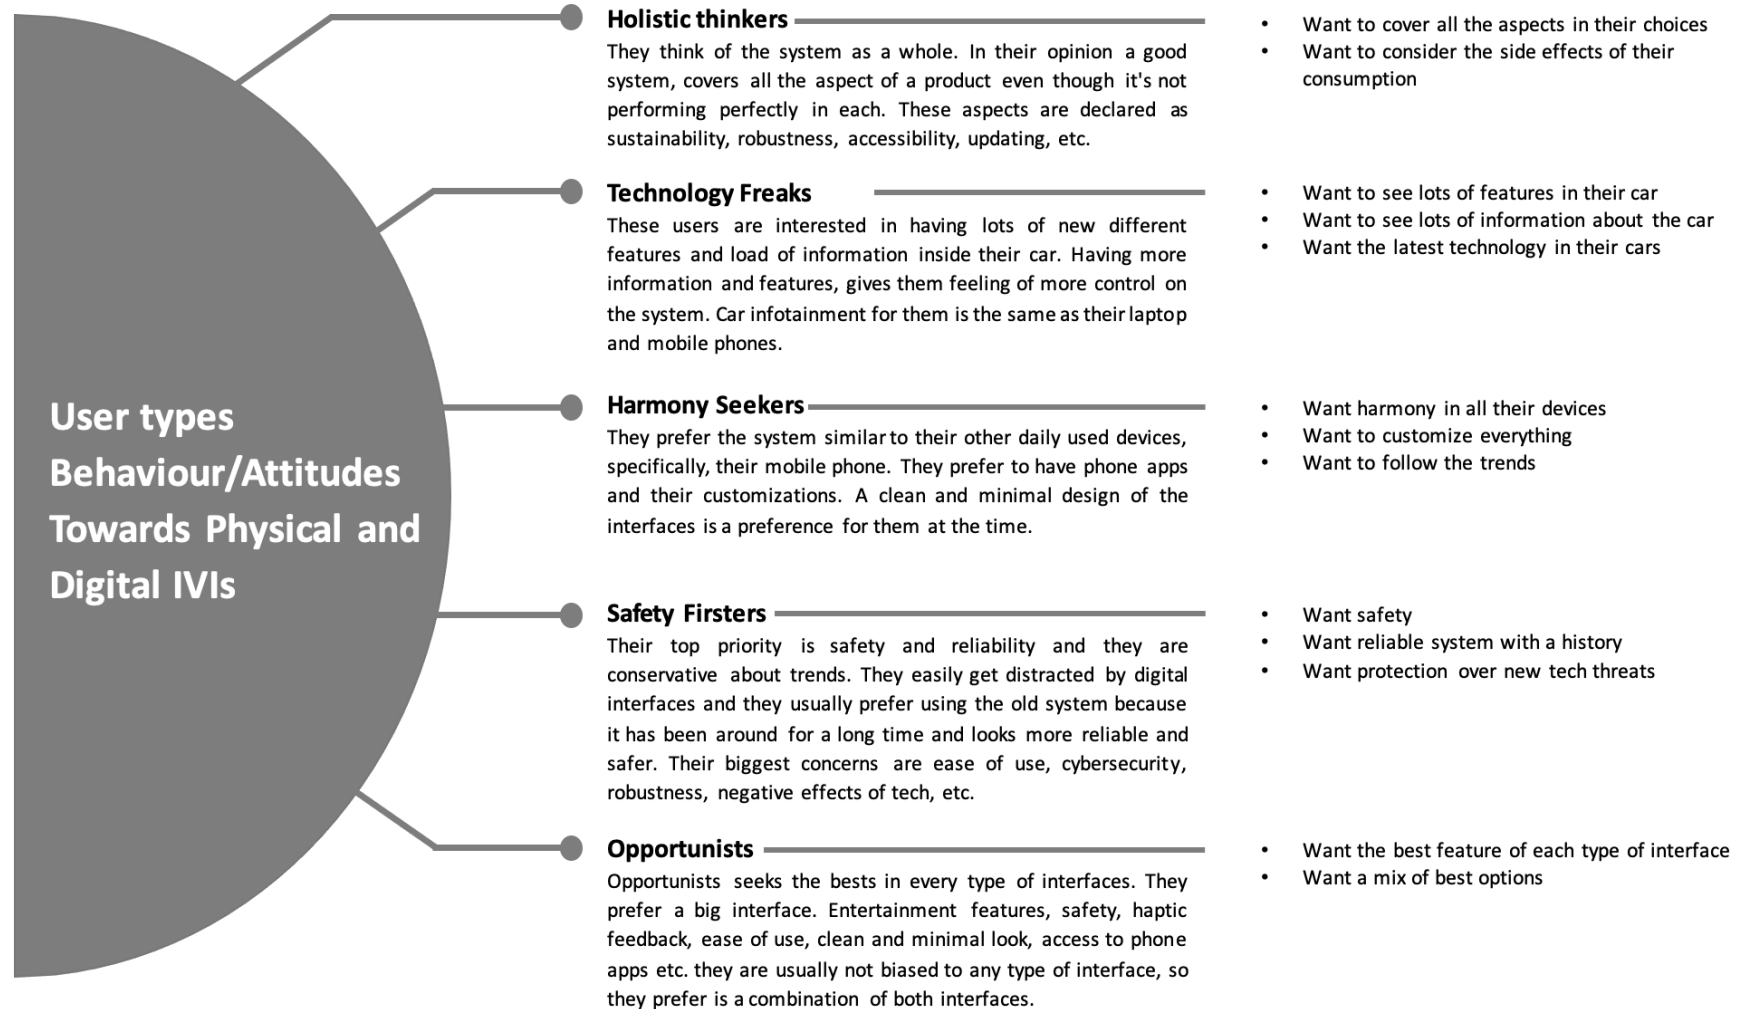 User types
Behaviour/Attitudes
Towards Physical and
Digital IVIs
Holistic thinkers
They think of the system as a whole. In their opinion a good
system, covers all the aspect of a product even though it's not
performing perfectly in each. These aspects are declared as
sustainability, robustness, accessibility, updating, etc.
• Want to cover all the aspects in their choices
• Want to consider the side effects of their
consumption
Technology Freaks
These users are interested in having lots of new different
features and load of information inside their car. Having more
information and features, gives them feeling of more control on
the system. Car infotainment for them is the same as their laptop
and mobile phones.
• Want to see lots of features in their car
• Want to see lots of information about the car
• Want the latest technology in their cars
Harmony Seekers
They prefer the system similar to their other daily used devices,
specifically, their mobile phone. They prefer to have phone apps
and their customizations. A clean and minimal design of the
interfaces is a preference for them at the time.
• Want harmony in all their devices
• Want to customize everything
• Want to follow the trends
Safety Firsters
Their top priority is safety and reliability and they are
conservative about trends. They easily get distracted by digital
interfaces and they usually prefer using the old system because
it has been around for a long time and looks more reliable and
safer. Their biggest concerns are ease of use, cybersecurity,
robustness, negative effects of tech, etc.
• Want safety
• Want reliable system with a history
• Want protection over new tech threats
Opportunists
Opportunists seeks the bests in every type of interfaces. They
prefer a big interface. Entertainment features, safety, haptic
feedback, ease of use, clean and minimal look, access to phone
apps etc. they are usually not biased to any type of interface, so
they prefer is a combination of both interfaces.
• Want the best feature of each type of interface
• Want a mix of best options